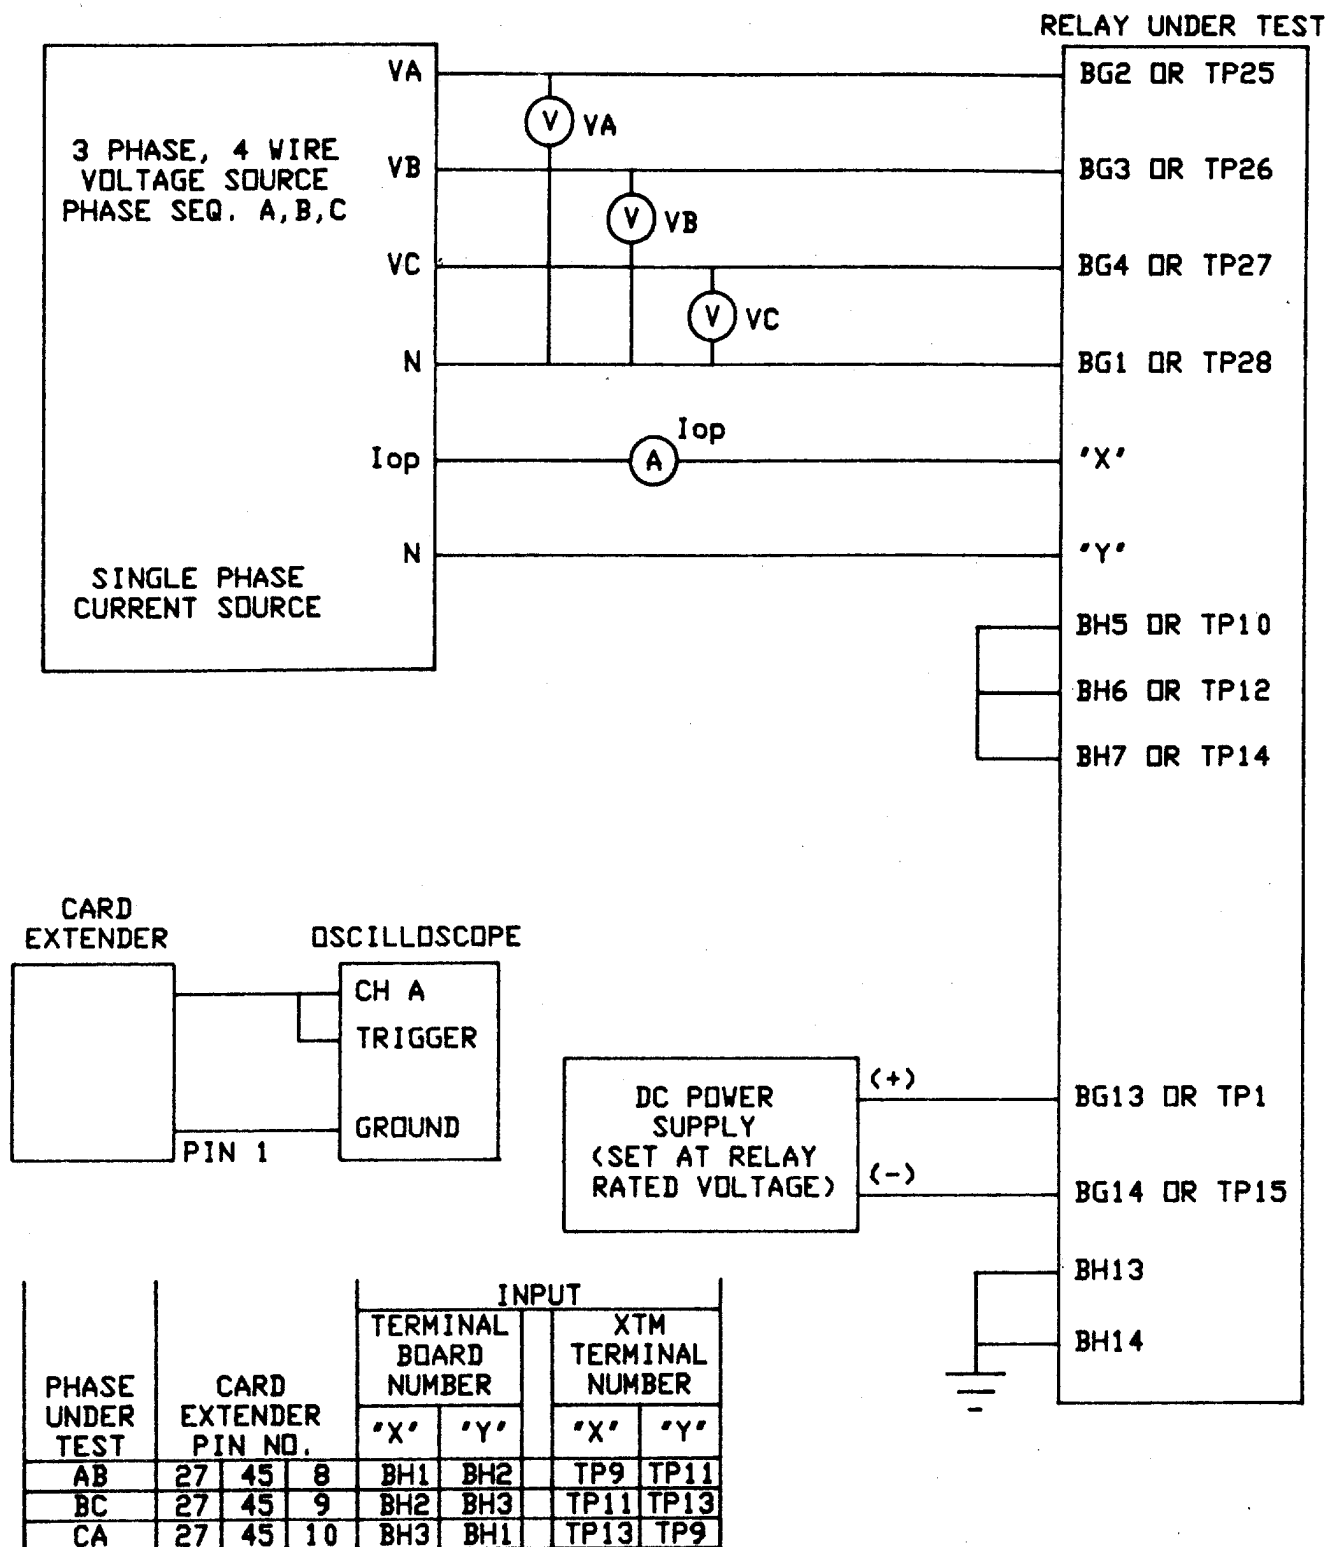 RELAY UNDER TEST
3 PHASE, 4 WIRE
VOLTAGE SOURCE
PHASE SEQ. A,B,C
VA
V VA
BG2 OR TP25
VB
V VB
BG3 OR TP26
VC
V VC
BG4 OR TP27
N
BG1 OR TP28
Iop
Iop
A
"X"
N
"Y"
SINGLE PHASE
CURRENT SOURCE
BH5 OR TP10
BH6 OR TP12
BH7 OR TP14
CARD
EXTENDER
OSCILLOSCOPE
CH A
TRIGGER
GROUND
PIN 1
DC POWER
SUPPLY
(SET AT RELAY
RATED VOLTAGE)
(+)
BG13 OR TP1
(-)
BG14 OR TP15
BH13
BH14
INPUT
TERMINAL
BOARD
NUMBER
XTM
TERMINAL
NUMBER
PHASE
UNDER
TEST
CARD
EXTENDER
PIN NO.
"X" "Y" "X" "Y"
AB 27 45 8 BH1 BH2 TP9 TP11
BC 27 45 9 BH2 BH3 TP11 TP13
CA 27 45 10 BH3 BH1 TP13 TP9